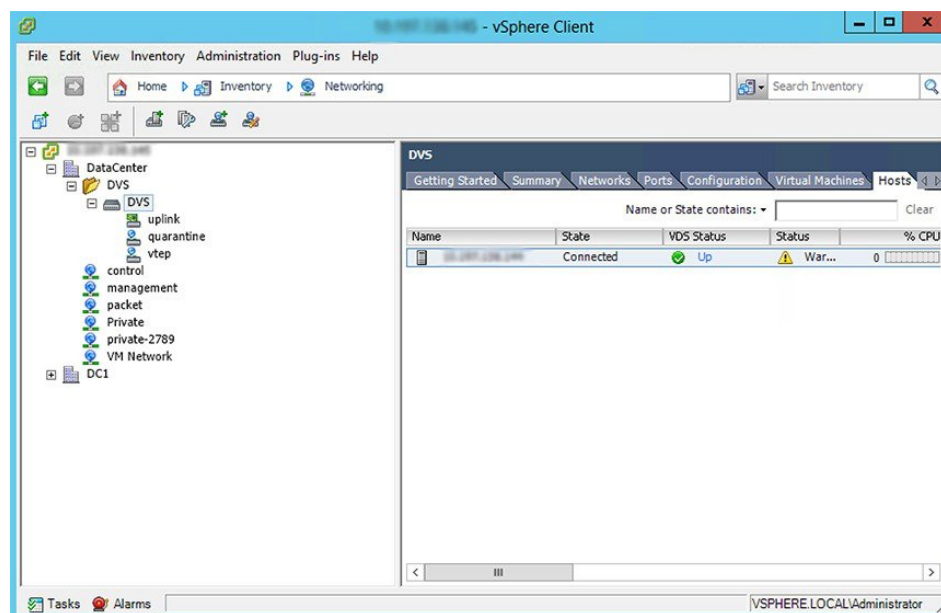 - vSphere Client
File Edit View Inventory Administration Plug-ins Help
Home Inventory Networking
Search Inventory
DataCenter
DVS
DVS
uplink
quarantine
vtep
control
management
packet
Private
private-2789
VM Network
DC1
DVS
Getting Started Summary Networks Ports Configuration Virtual Machines Hosts
Name or State contains: Clear
Name State VDS Status Status % CPU
Connected Up War... 0
Tasks Alarms VSPHERE.LOCAL\Administrator